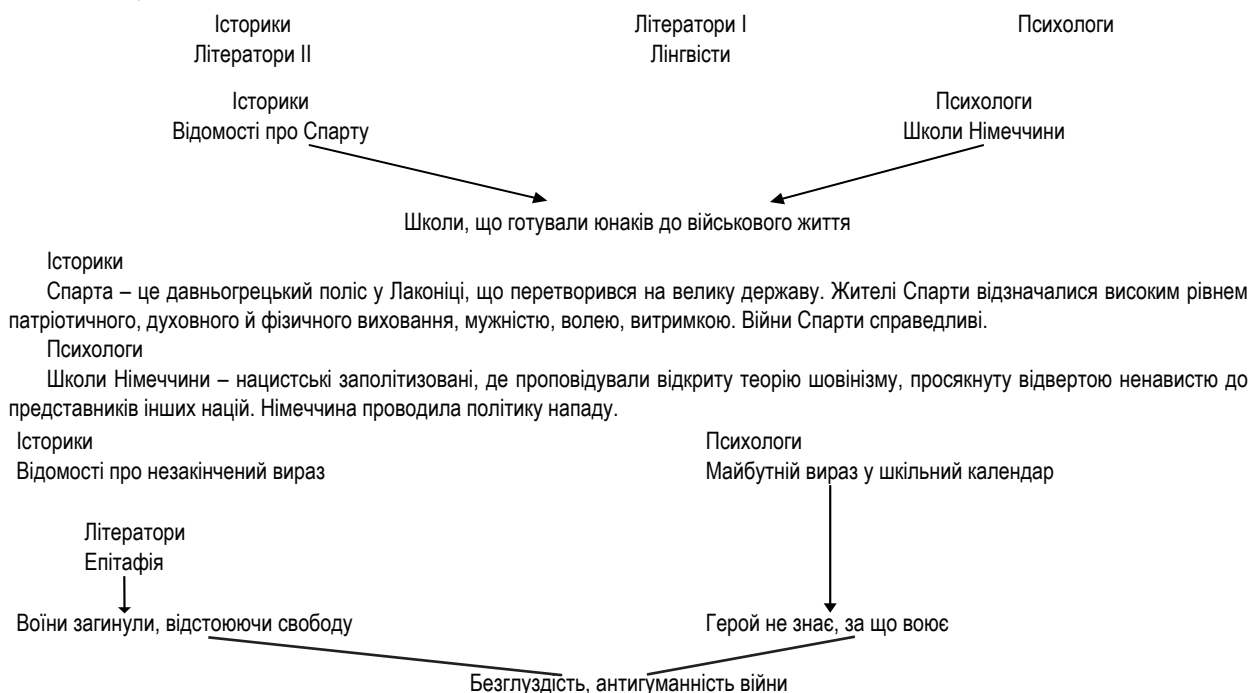 Історики Літератори І Психологи
Літератори ІІ Лінгвісти
Історики Психологи
Відомості про Спарту Школи Німеччини
Школи, що готували юнаків до військового життя
Історики
Спарта – це давньогрецький поліс у Лаконіці, що перетворився на велику державу. Жителі Спарти відзначалися високим рівнем
патріотичного, духовного й фізичного виховання, мужністю, волею, витримкою. Війни Спарти справедливі.
Психологи
Школи Німеччини – нацистські заполітизовані, де проповідували відкриту теорію шовінізму, просякнуту відвертою ненавистю до
представників інших націй. Німеччина проводила політику нападу.
Історики Психологи
Відомості про незакінчений вираз Майбутній вираз у шкільний календар
Літератори
Епітафія
Воїни загинули, відстоюючи свободу Герой не знає, за що воює
Безглуздість, антигуманність війни